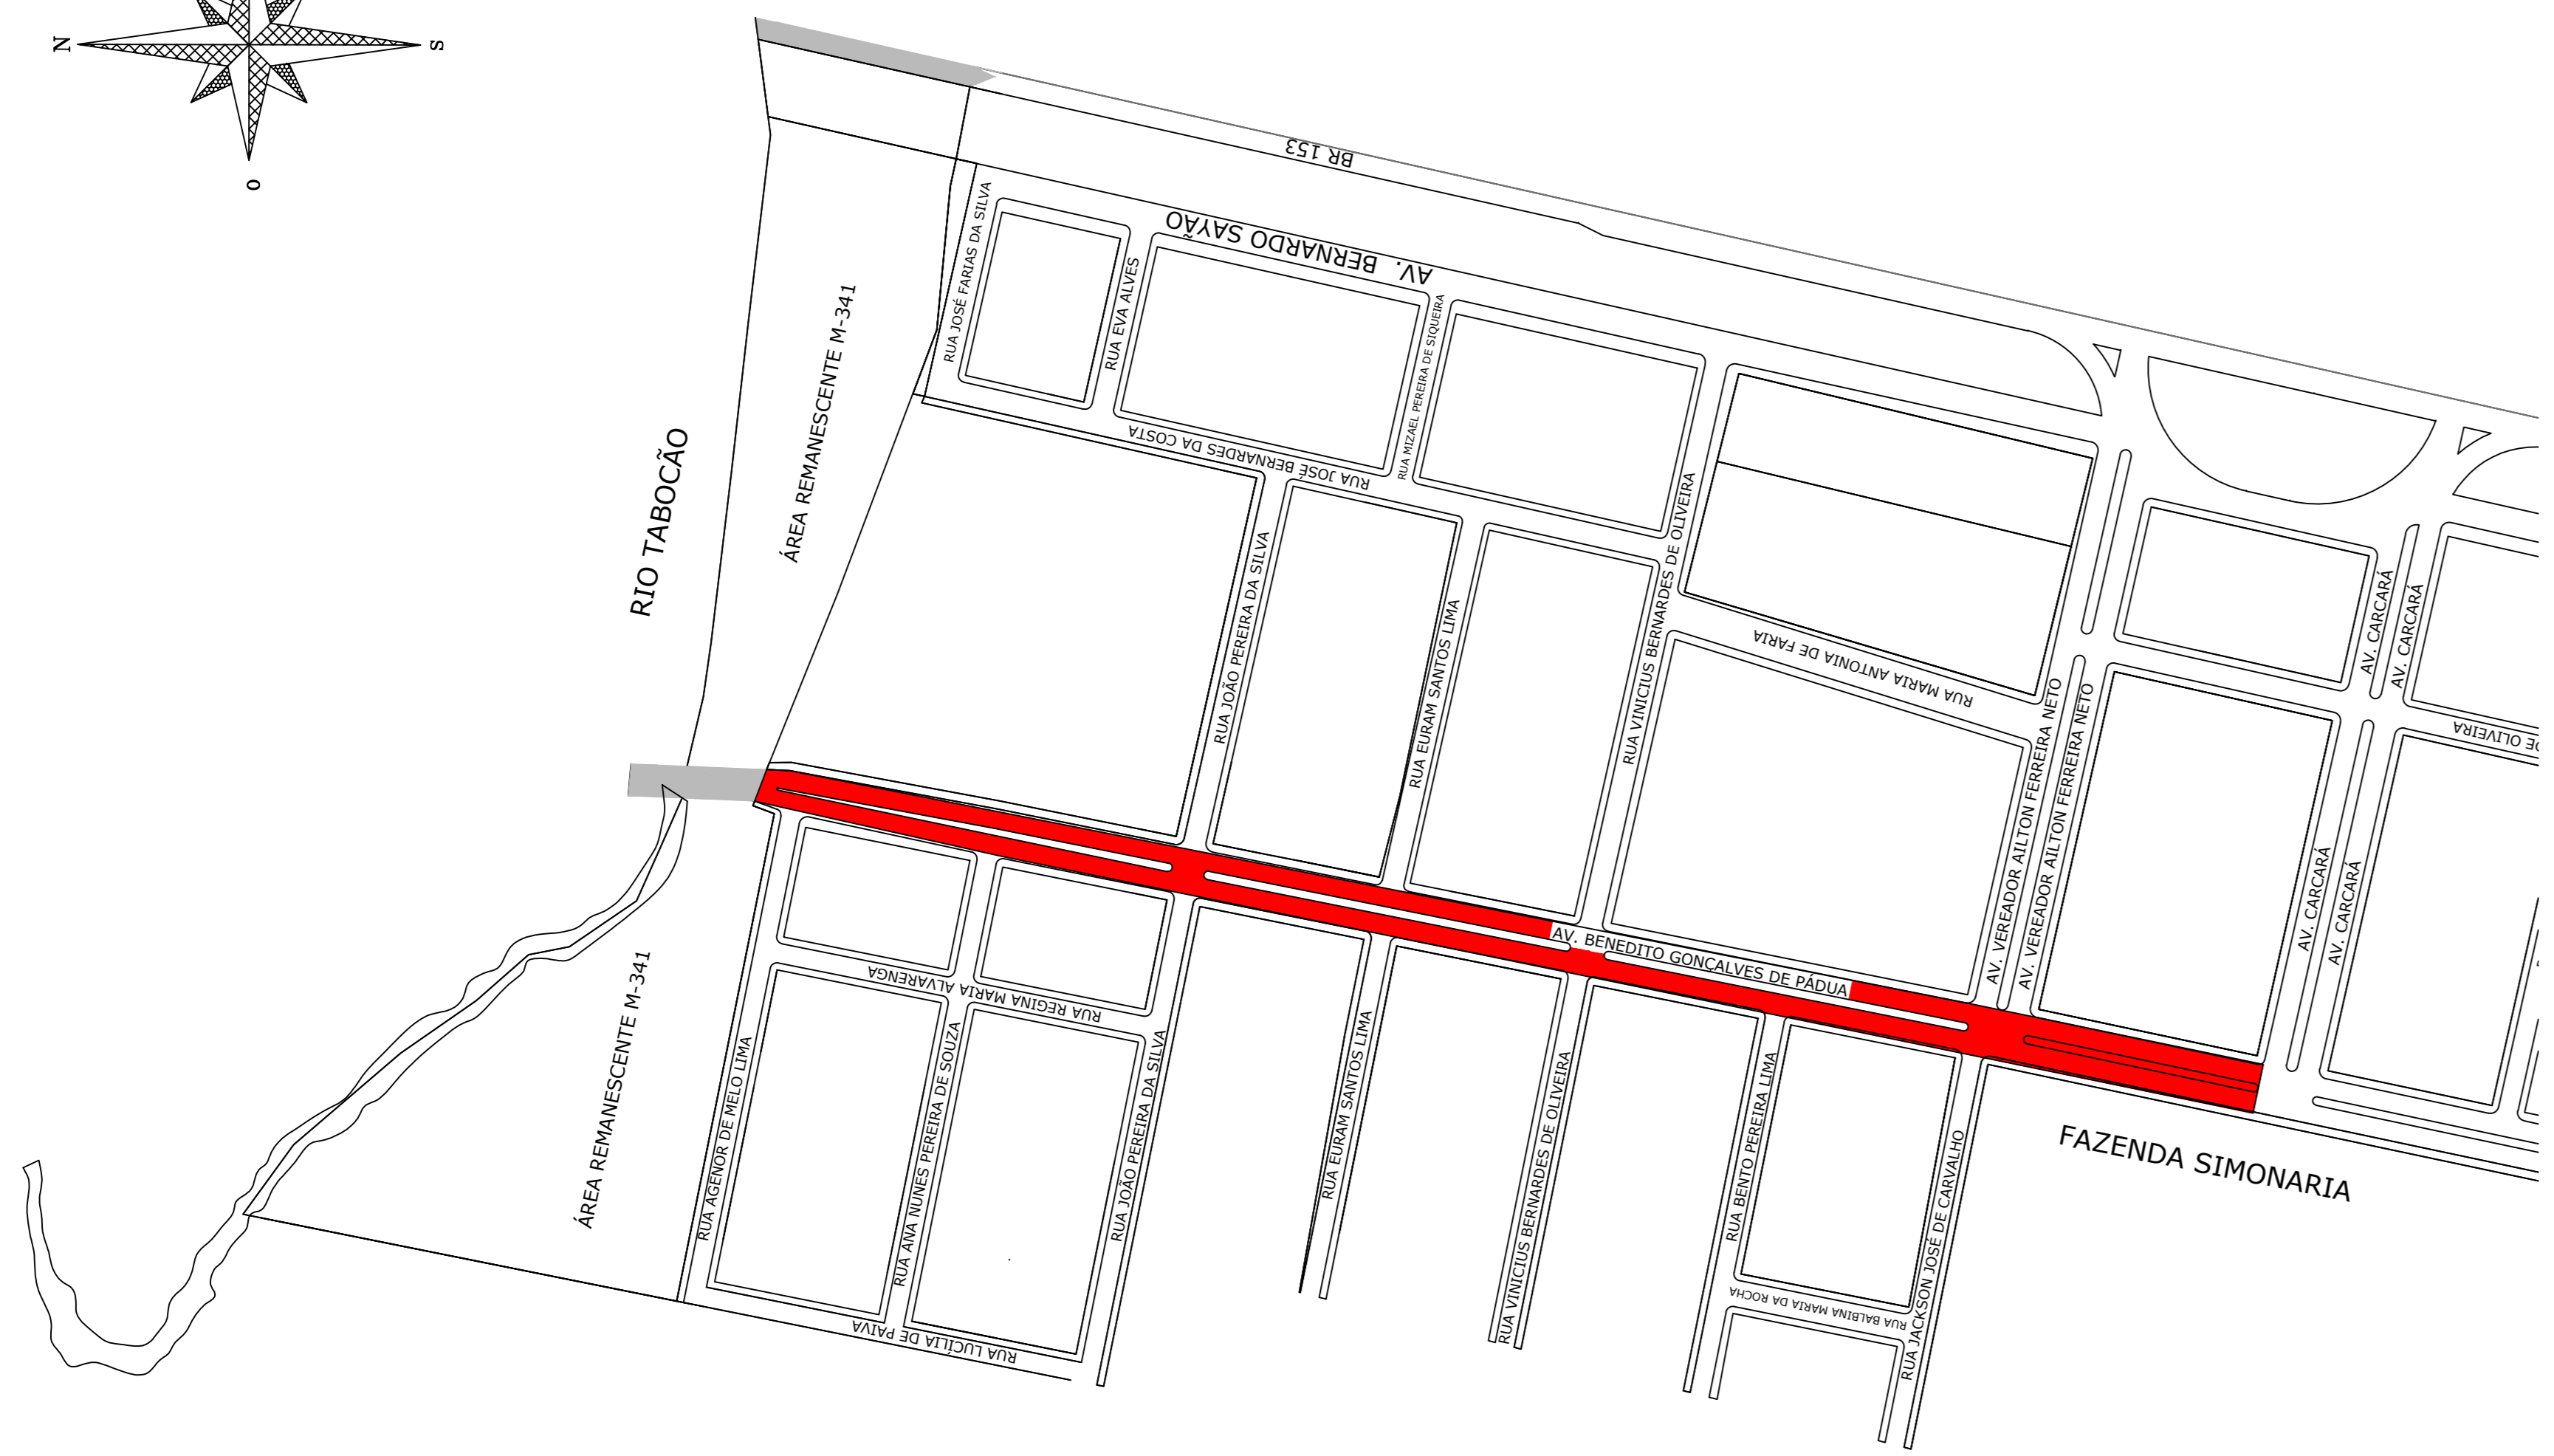 N
S
O
BR 153
AV. BERNARDO SAYÃO
RUA JOSÉ FARIAS DA SILVA
RUA EVA ALVES
RUA MIZAEL PEREIRA DE SIQUEIRA
ÁREA REMANESCENTE M-341
RIO TABOCÃO
RUA JOSÉ BERNARDES DA COSTA
RUA JOÃO PEREIRA DA SILVA
RUA EURAM SANTOS LIMA
RUA VINICIUS BERNARDES DE OLIVEIRA
RUA MARIA ANTONIA DE FARIA
AV. VEREADOR AILTON FERREIRA NETO
AV. VEREADOR AILTON FERREIRA NETO
AV. CARCARÁ
AV. CARCARÁ
DE OLIVEIRA
AV. CARCARÁ
AV. CARCARÁ
AV. BENEDITO GONÇALVES DE PÁDUA
ÁREA REMANESCENTE M-341
RUA REGINA MARIA ALVARENGA
RUA AGENOR DE MELO LIMA
RUA ANA NUNES PEREIRA DE SOUZA
RUA JOÃO PEREIRA DA SILVA
RUA EURAM SANTOS LIMA
RUA VINICIUS BERNARDES DE OLIVEIRA
RUA BENTO PEREIRA LIMA
RUA JACKSON JOSÉ DE CARVALHO
FAZENDA SIMONARIA
RUA BALBINA MARIA DA ROCHA
RUA LUCÍLIA DE PAIVA